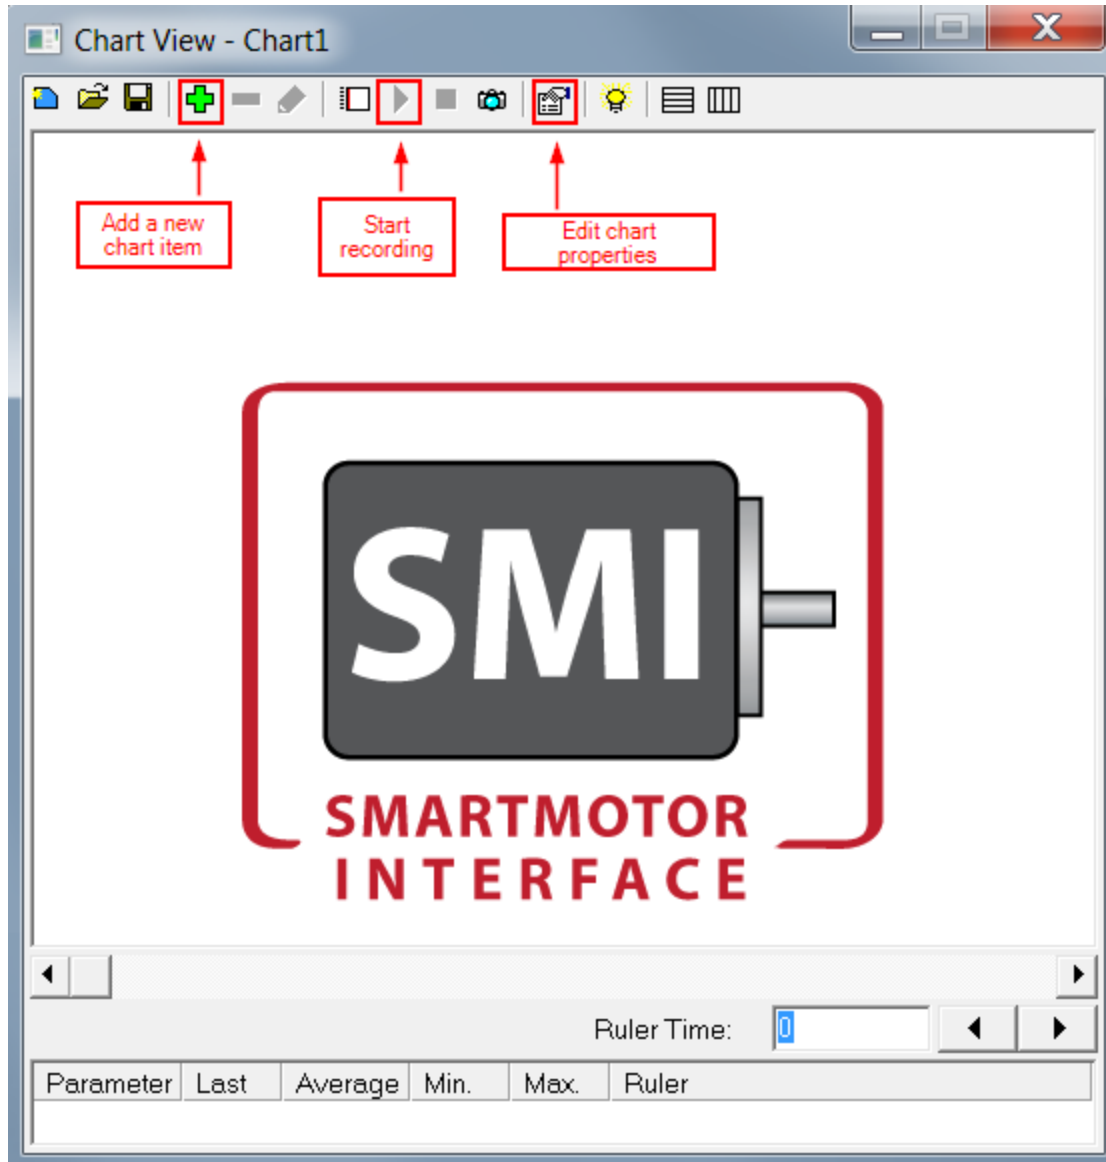 Chart View - Chart1
Add a new
chart item
Start
recording
Edit chart
properties
SMI
SMARTMOTOR
INTERFACE
Ruler Time: 0
Parameter Last Average Min. Max. Ruler